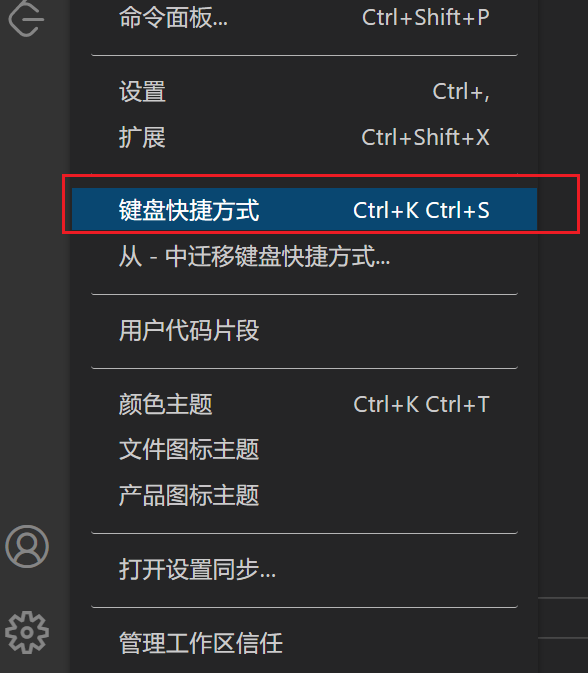 命令面板... Ctrl+Shift+P
设置 Ctrl+,
扩展 Ctrl+Shift+X
键盘快捷方式 Ctrl+K Ctrl+S
从 - 中迁移键盘快捷方式...
用户代码片段
颜色主题 Ctrl+K Ctrl+T
文件图标主题
产品图标主题
打开设置同步...
管理工作区信任